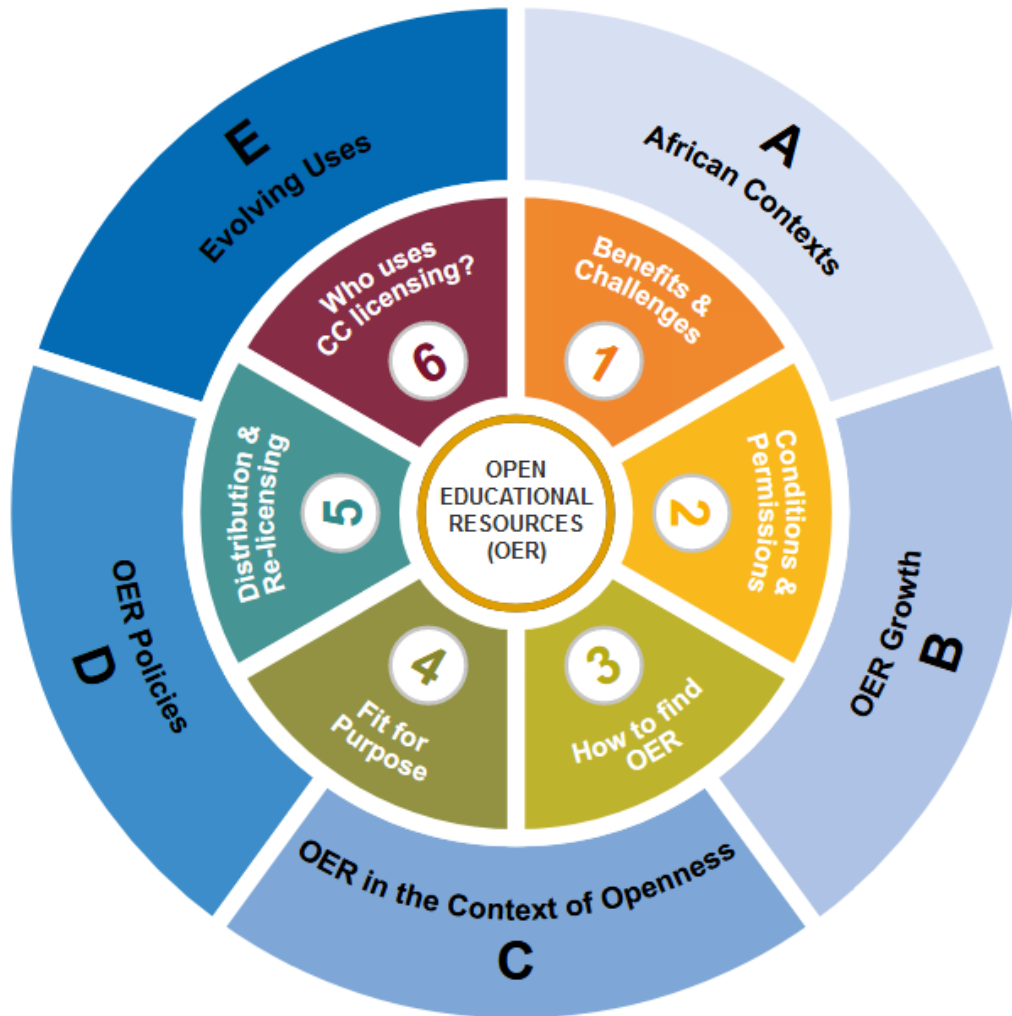 OPEN
EDUCATIONAL
RESOURCES
(OER)
1
Benefits &
Challenges
2
Conditions &
Permissions
3
How to find
OER
4
Fit for
Purpose
5
Distribution &
Re-licensing
6
Who uses
CC licensing?
A
African Contexts
B
OER Growth
C
OER in the Context of Openness
D
OER Policies
E
Evolving Uses